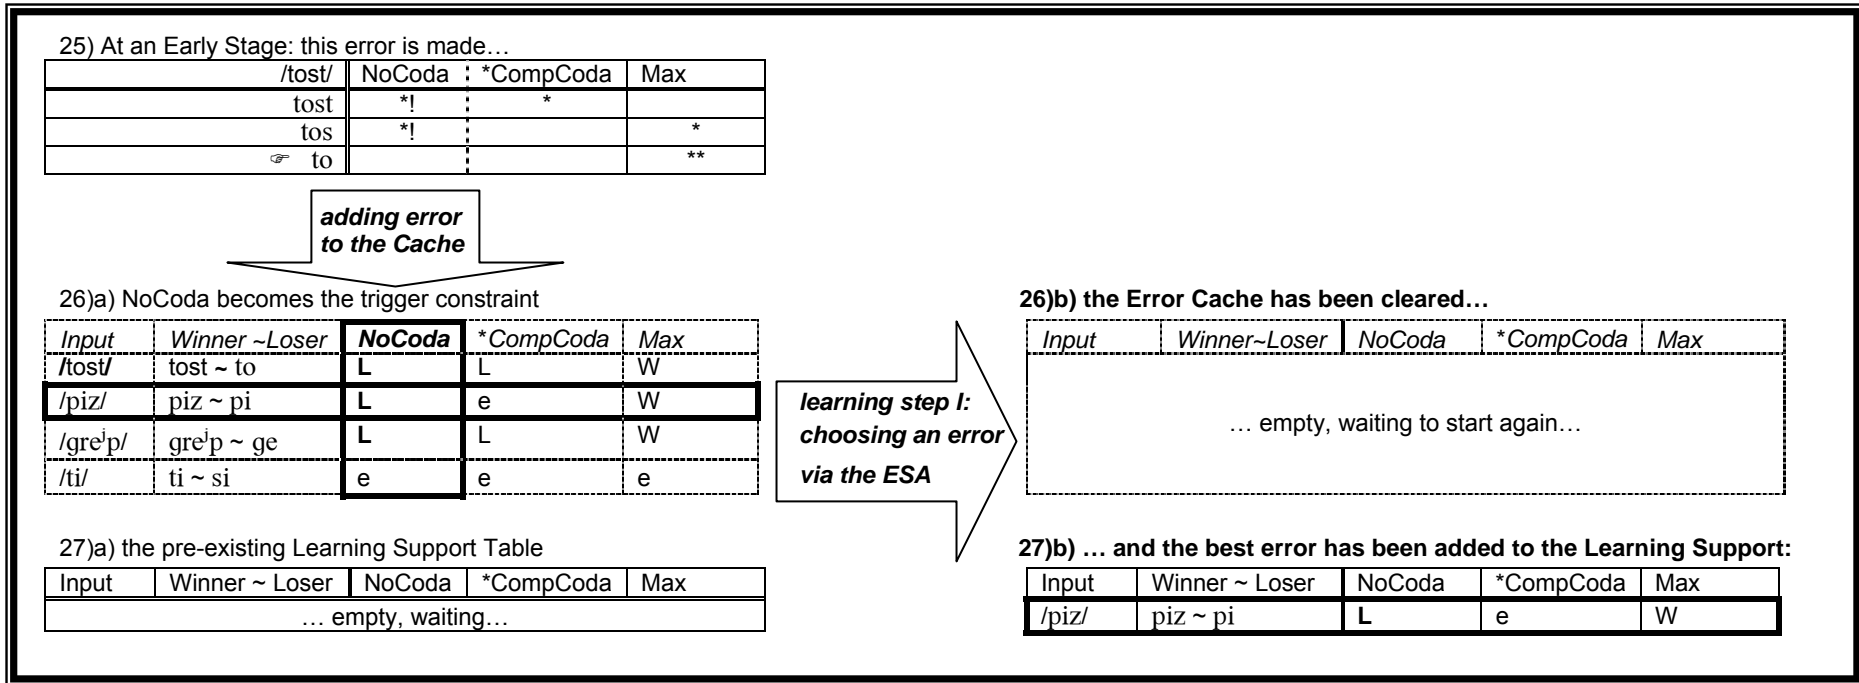 25) At an Early Stage: this error is made…
/tost/ NoCoda *CompCoda Max
tost *! *
tos *! *
☞ to **
adding error
to the Cache
26)a) NoCoda becomes the trigger constraint
Input Winner ~Loser NoCoda *CompCoda Max
/tost/ tost ~ to L L W
/piz/ piz ~ pi L e W
/greʲp/ greʲp ~ ge L L W
/ti/ ti ~ si e e e
27)a) the pre-existing Learning Support Table
Input Winner ~ Loser NoCoda *CompCoda Max
… empty, waiting…
learning step I:
choosing an error
via the ESA
26)b) the Error Cache has been cleared…
Input Winner~Loser NoCoda *CompCoda Max
… empty, waiting to start again…
27)b) … and the best error has been added to the Learning Support:
Input Winner ~ Loser NoCoda *CompCoda Max
/piz/ piz ~ pi L e W